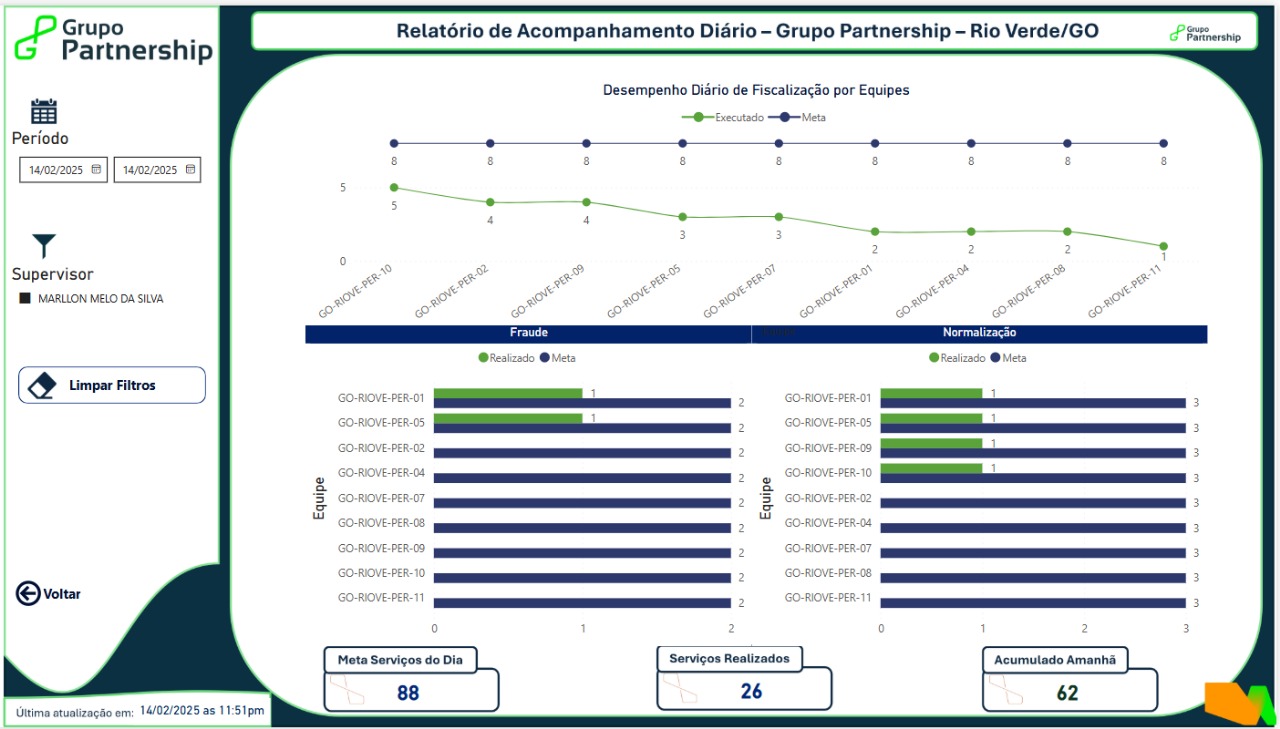 Grupo
Partnership
Relatório de Acompanhamento Diário – Grupo Partnership – Rio Verde/GO
Grupo
Partnership
Período
14/02/2025 14/02/2025
Supervisor
MARLLON MELO DA SILVA
Limpar Filtros
Voltar
Última atualização em: 14/02/2025 as 11:51pm
Desempenho Diário de Fiscalização por Equipes
Executado Meta
8 8 8 8 8 8 8 8 8
5
5 4 4 3 3 2 2 2 1
0
GO-RIOVE-PER-10 GO-RIOVE-PER-02 GO-RIOVE-PER-09 GO-RIOVE-PER-05 GO-RIOVE-PER-07 GO-RIOVE-PER-01 GO-RIOVE-PER-04 GO-RIOVE-PER-08 GO-RIOVE-PER-11
Fraude
Realizado Meta
Equipe
GO-RIOVE-PER-01 1 2
GO-RIOVE-PER-05 1 2
GO-RIOVE-PER-02 2
GO-RIOVE-PER-04 2
GO-RIOVE-PER-07 2
GO-RIOVE-PER-08 2
GO-RIOVE-PER-09 2
GO-RIOVE-PER-10 2
GO-RIOVE-PER-11 2
0 1 2
Normalização
Realizado Meta
Equipe
GO-RIOVE-PER-01 1 3
GO-RIOVE-PER-05 1 3
GO-RIOVE-PER-09 1 3
GO-RIOVE-PER-10 1 3
GO-RIOVE-PER-02 3
GO-RIOVE-PER-04 3
GO-RIOVE-PER-07 3
GO-RIOVE-PER-08 3
GO-RIOVE-PER-11 3
0 1 2 3
Meta Serviços do Dia
88
Serviços Realizados
26
Acumulado Amanhã
62